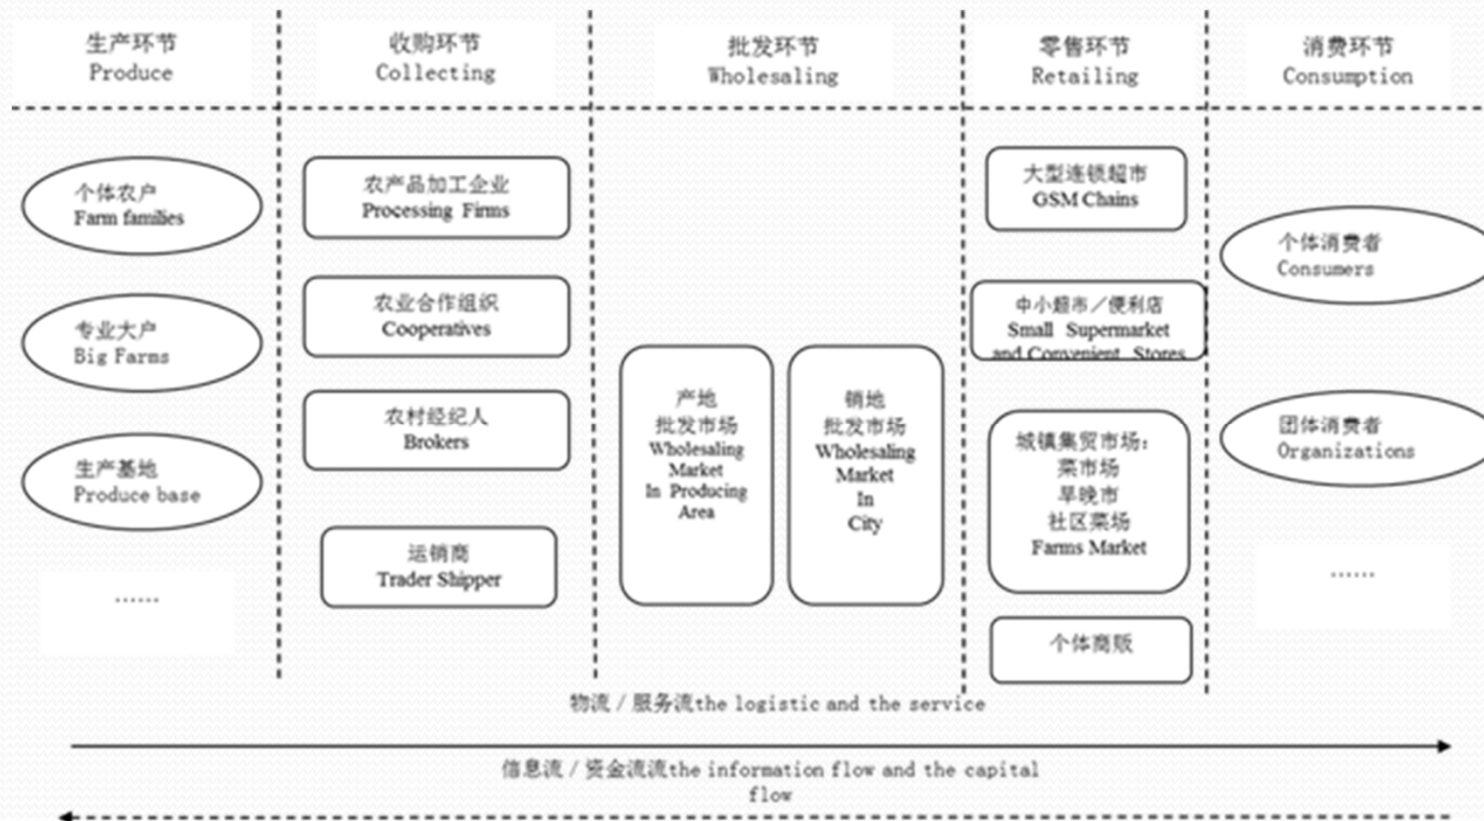 生产环节
Produce
收购环节
Collecting
批发环节
Wholesaling
零售环节
Retailing
消费环节
Consumption
个体农户
Farm families
专业大户
Big Farms
生产基地
Produce base
......
农产品加工企业
Processing Firms
农业合作组织
Cooperatives
农村经纪人
Brokers
运销商
Trader Shipper
产地
批发市场
Wholesaling
Market
In Producing
Area
销地
批发市场
Wholesaling
Market
In
City
大型连锁超市
GSM Chains
中小超市／便利店
Small Supermarket
and Convenient Stores
城镇集贸市场：
菜市场
早晚市
社区菜场
Farms Market
个体商贩
个体消费者
Consumers
团体消费者
Organizations
......
物流 / 服务流the logistic and the service
信息流 / 资金流流the information flow and the capital
flow